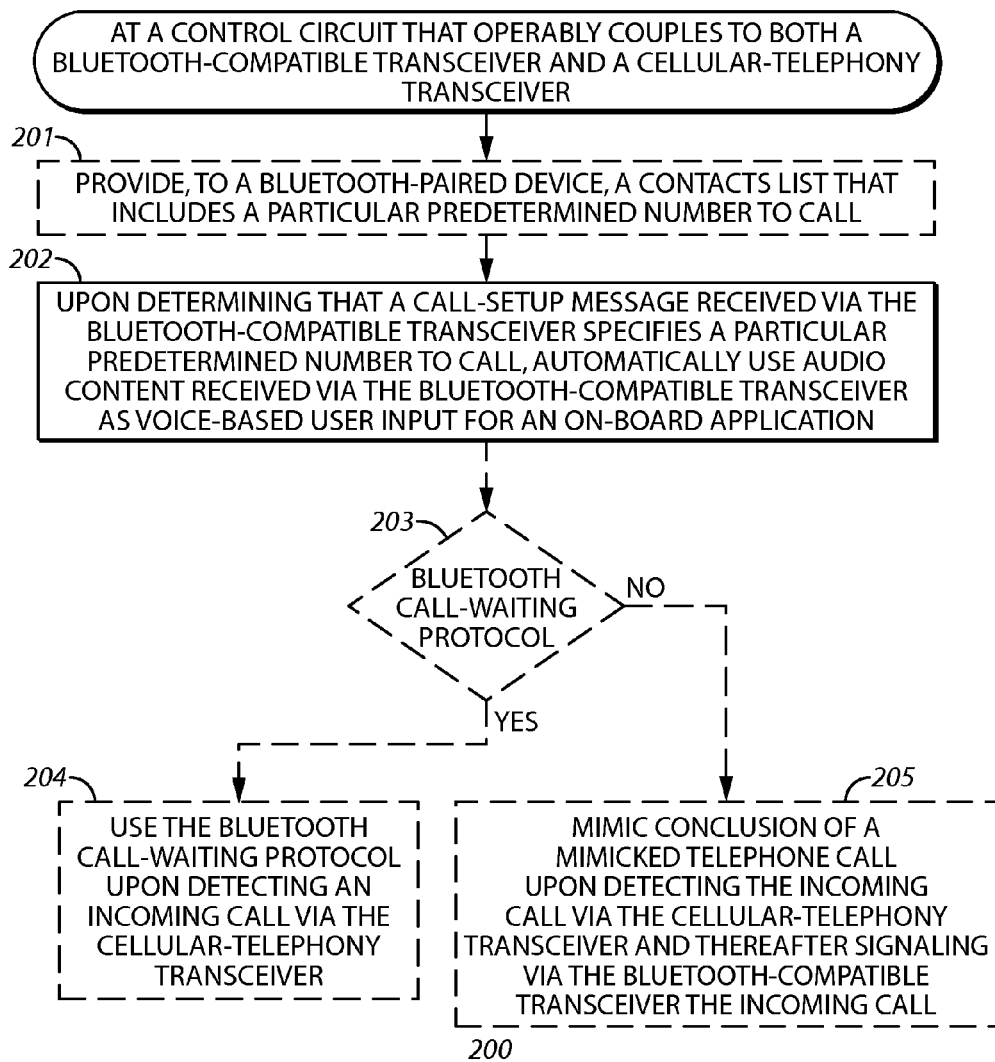 AT A CONTROL CIRCUIT THAT OPERABLY COUPLES TO BOTH A
BLUETOOTH-COMPATIBLE TRANSCEIVER AND A CELLULAR-TELEPHONY
TRANSCEIVER
201
PROVIDE, TO A BLUETOOTH-PAIRED DEVICE, A CONTACTS LIST THAT
INCLUDES A PARTICULAR PREDETERMINED NUMBER TO CALL
202
UPON DETERMINING THAT A CALL-SETUP MESSAGE RECEIVED VIA THE
BLUETOOTH-COMPATIBLE TRANSCEIVER SPECIFIES A PARTICULAR
PREDETERMINED NUMBER TO CALL, AUTOMATICALLY USE AUDIO
CONTENT RECEIVED VIA THE BLUETOOTH-COMPATIBLE TRANSCEIVER
AS VOICE-BASED USER INPUT FOR AN ON-BOARD APPLICATION
203
BLUETOOTH
CALL-WAITING
PROTOCOL
NO
YES
204
USE THE BLUETOOTH
CALL-WAITING PROTOCOL
UPON DETECTING AN
INCOMING CALL VIA THE
CELLULAR-TELEPHONY
TRANSCEIVER
205
MIMIC CONCLUSION OF A
MIMICKED TELEPHONE CALL
UPON DETECTING THE INCOMING
CALL VIA THE CELLULAR-TELEPHONY
TRANSCEIVER AND THEREAFTER SIGNALING
VIA THE BLUETOOTH-COMPATIBLE
TRANSCEIVER THE INCOMING CALL
200